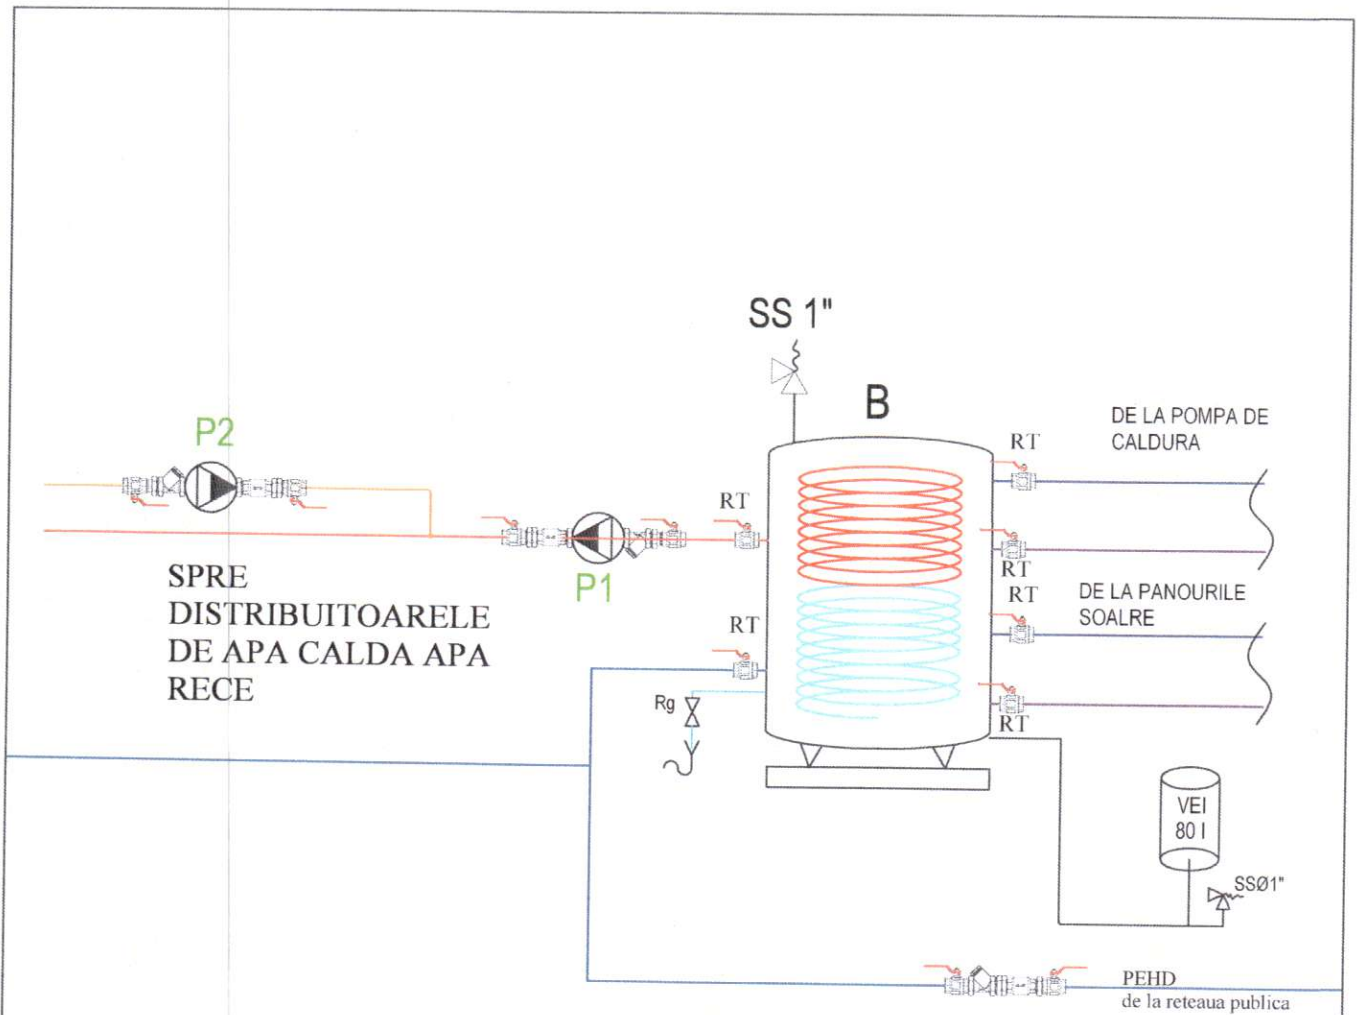 SS 1"
B
DE LA POMPA DE
CALDURA
RT
P2
RT
RT
P1
SPRE
DISTRIBUITOARELE
DE APA CALDA APA
RECE
DE LA PANOURILE
SOALRE
RT
RT
Rg
RT
VEI
80 l
SSØ1"
PEHD
de la reteaua publica